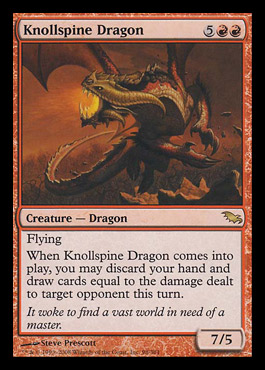 Knollspine Dragon 5
Creature — Dragon
Flying
When Knollspine Dragon comes into
play, you may discard your hand and
draw cards equal to the damage dealt
to target opponent this turn.
It woke to find a vast world in need of a
master.
Steve Prescott
7/5